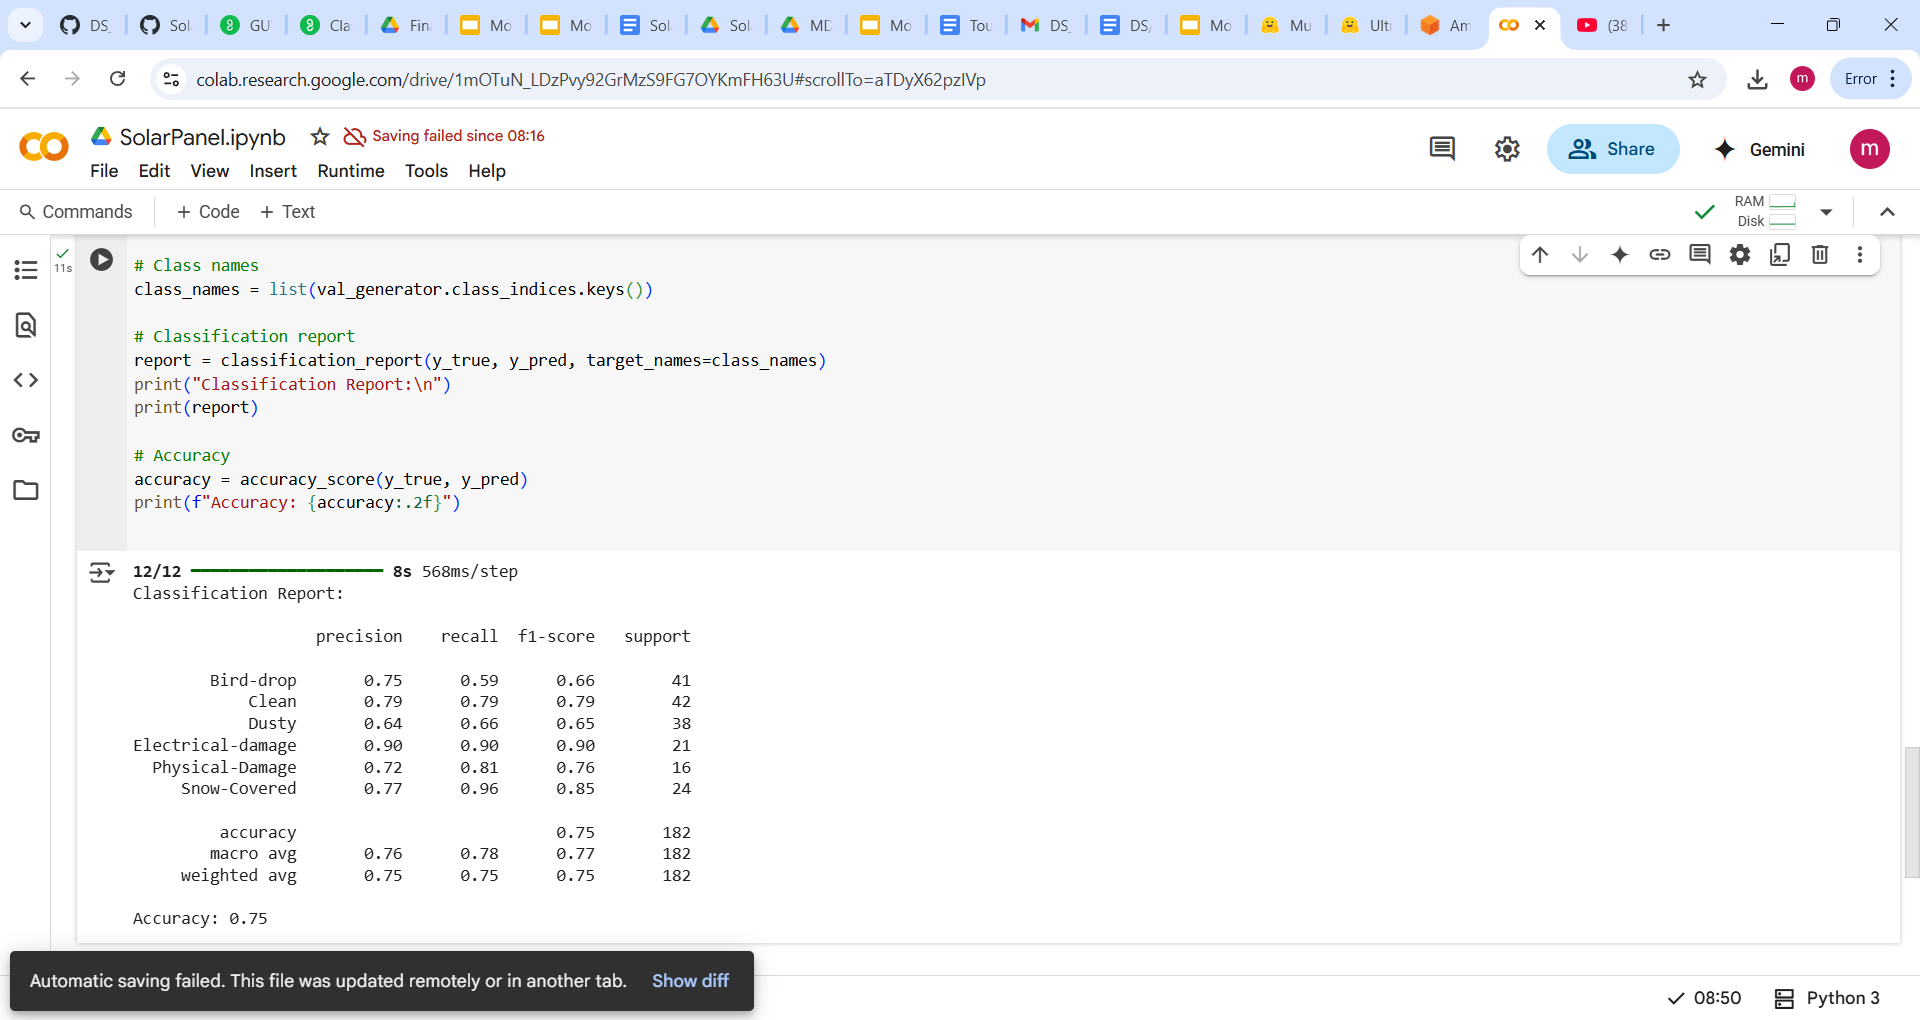 DS_
Sol
GU
Cla
Fin
Mo
Mo
Sol
Sol
MD
Mo
Tou
DS_
DS/
Mo
Mu
Ult
Am
(38
colab.research.google.com/drive/1mOTuN_LDzPvy92GrMzS9FG7OYKmFH63U#scrollTo=aTDyX62pzIVp
m
Error
SolarPanel.ipynb
Saving failed since 08:16
File Edit View Insert Runtime Tools Help
Share
Gemini
m
Commands
+ Code + Text
RAM
Disk
11s
# Class names
class_names = list(val_generator.class_indices.keys())
# Classification report
report = classification_report(y_true, y_pred, target_names=class_names)
print("Classification Report:\n")
print(report)
# Accuracy
accuracy = accuracy_score(y_true, y_pred)
print(f"Accuracy: {accuracy:.2f}")
12/12 8s 568ms/step
Classification Report:
precision recall f1-score support
Bird-drop 0.75 0.59 0.66 41
Clean 0.79 0.79 0.79 42
Dusty 0.64 0.66 0.65 38
Electrical-damage 0.90 0.90 0.90 21
Physical-Damage 0.72 0.81 0.76 16
Snow-Covered 0.77 0.96 0.85 24
accuracy 0.75 182
macro avg 0.76 0.78 0.77 182
weighted avg 0.75 0.75 0.75 182
Accuracy: 0.75
Automatic saving failed. This file was updated remotely or in another tab. Show diff
08:50
Python 3